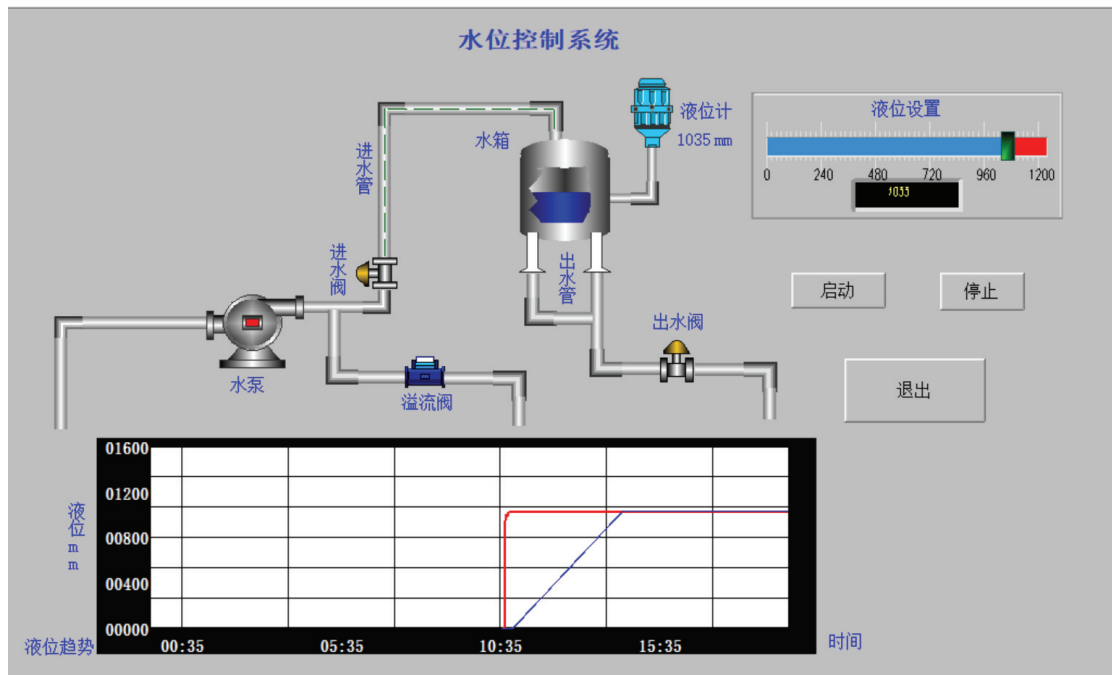 水位控制系统
液位计
1035 mm
液位设置
0 240 480 720 960 1200
1033
水箱
进水管
进水阀
出水管
启动
停止
出水阀
水泵
溢流阀
退出
01600
01200
00800
00400
00000
液位mm
液位趋势
00:35 05:35 10:35 15:35
时间